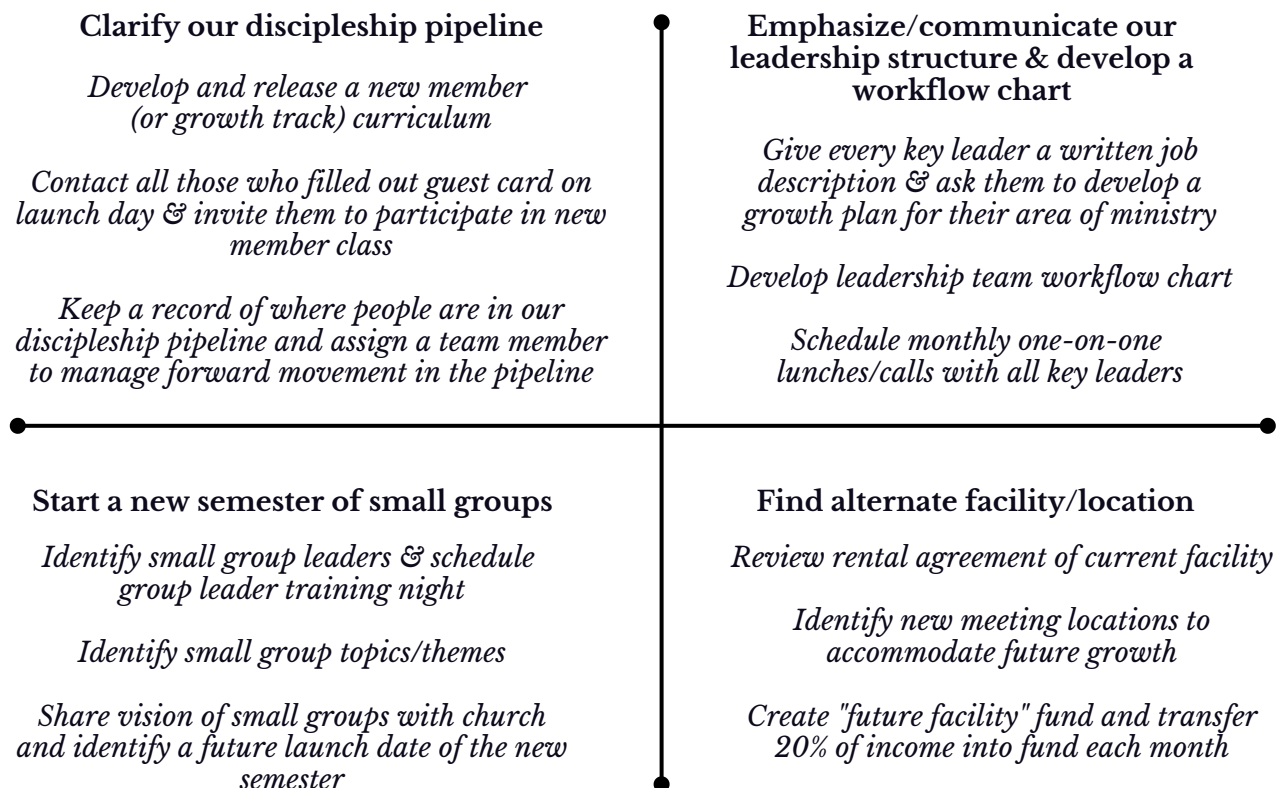 Clarify our discipleship pipeline
Develop and release a new member
(or growth track) curriculum
Contact all those who filled out guest card on
launch day & invite them to participate in new
member class
Keep a record of where people are in our
discipleship pipeline and assign a team member
to manage forward movement in the pipeline
Emphasize/communicate our
leadership structure & develop a
workflow chart
Give every key leader a written job
description & ask them to develop a
growth plan for their area of ministry
Develop leadership team workflow chart
Schedule monthly one-on-one
lunches/calls with all key leaders
Start a new semester of small groups
Identify small group leaders & schedule
group leader training night
Identify small group topics/themes
Share vision of small groups with church
and identify a future launch date of the new
semester
Find alternate facility/location
Review rental agreement of current facility
Identify new meeting locations to
accommodate future growth
Create "future facility" fund and transfer
20% of income into fund each month